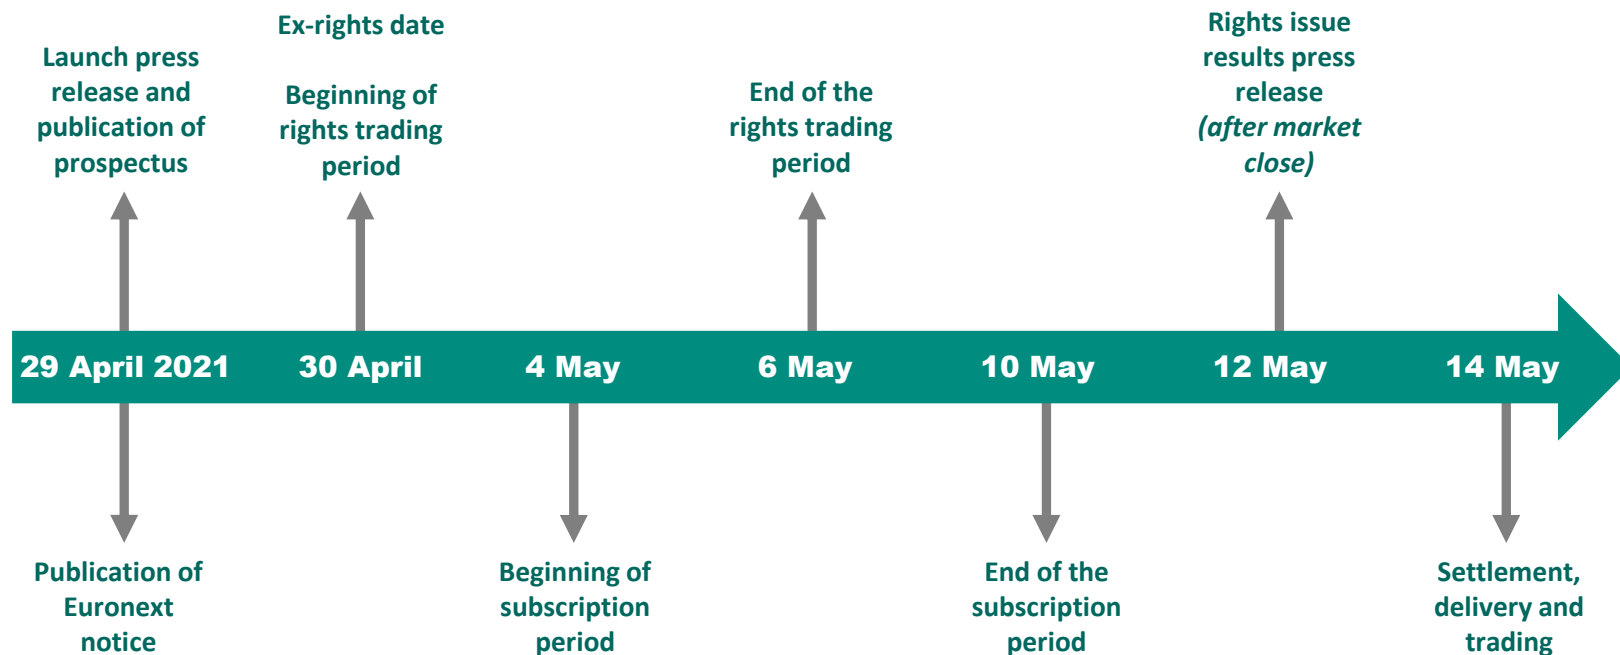 Launch press
release and
publication of
prospectus
Ex-rights date
Beginning of
rights trading
period
End of the
rights trading
period
Rights issue
results press
release
(after market
close)
29 April 2021
30 April
4 May
6 May
10 May
12 May
14 May
Publication of
Euronext
notice
Beginning of
subscription
period
End of the
subscription
period
Settlement,
delivery and
trading